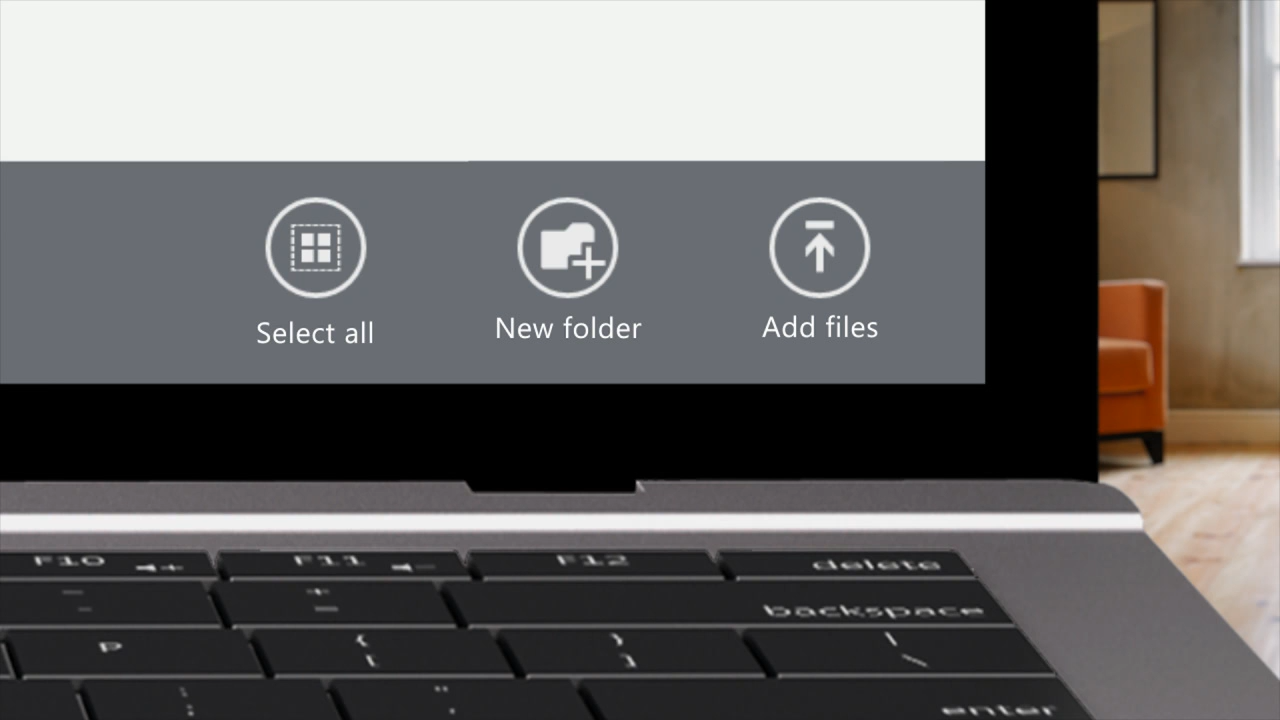 Select all
New folder
Add files
F10
F11
F12
delete
- -
+ =
backspace
P
{ [
} ]
| \
: ;
" '
enter